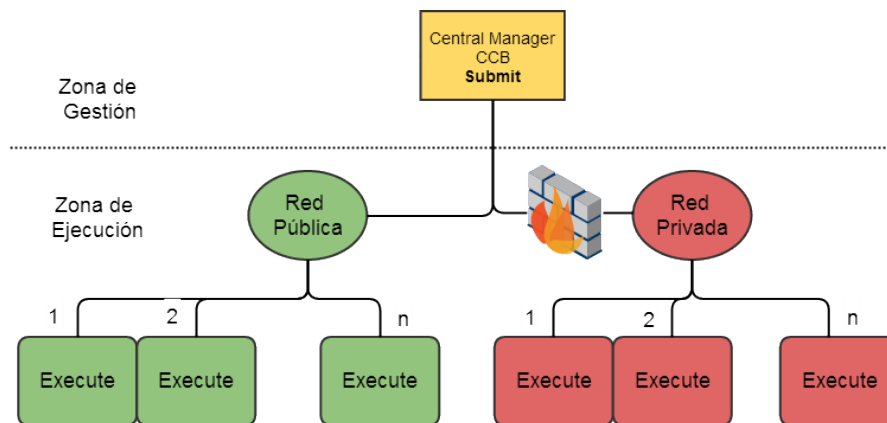 Central Manager
CCB
Submit
Zona de
Gestión
Zona de
Ejecución
Red
Pública
Red
Privada
1
2
n
1
2
n
Execute
Execute
Execute
Execute
Execute
Execute